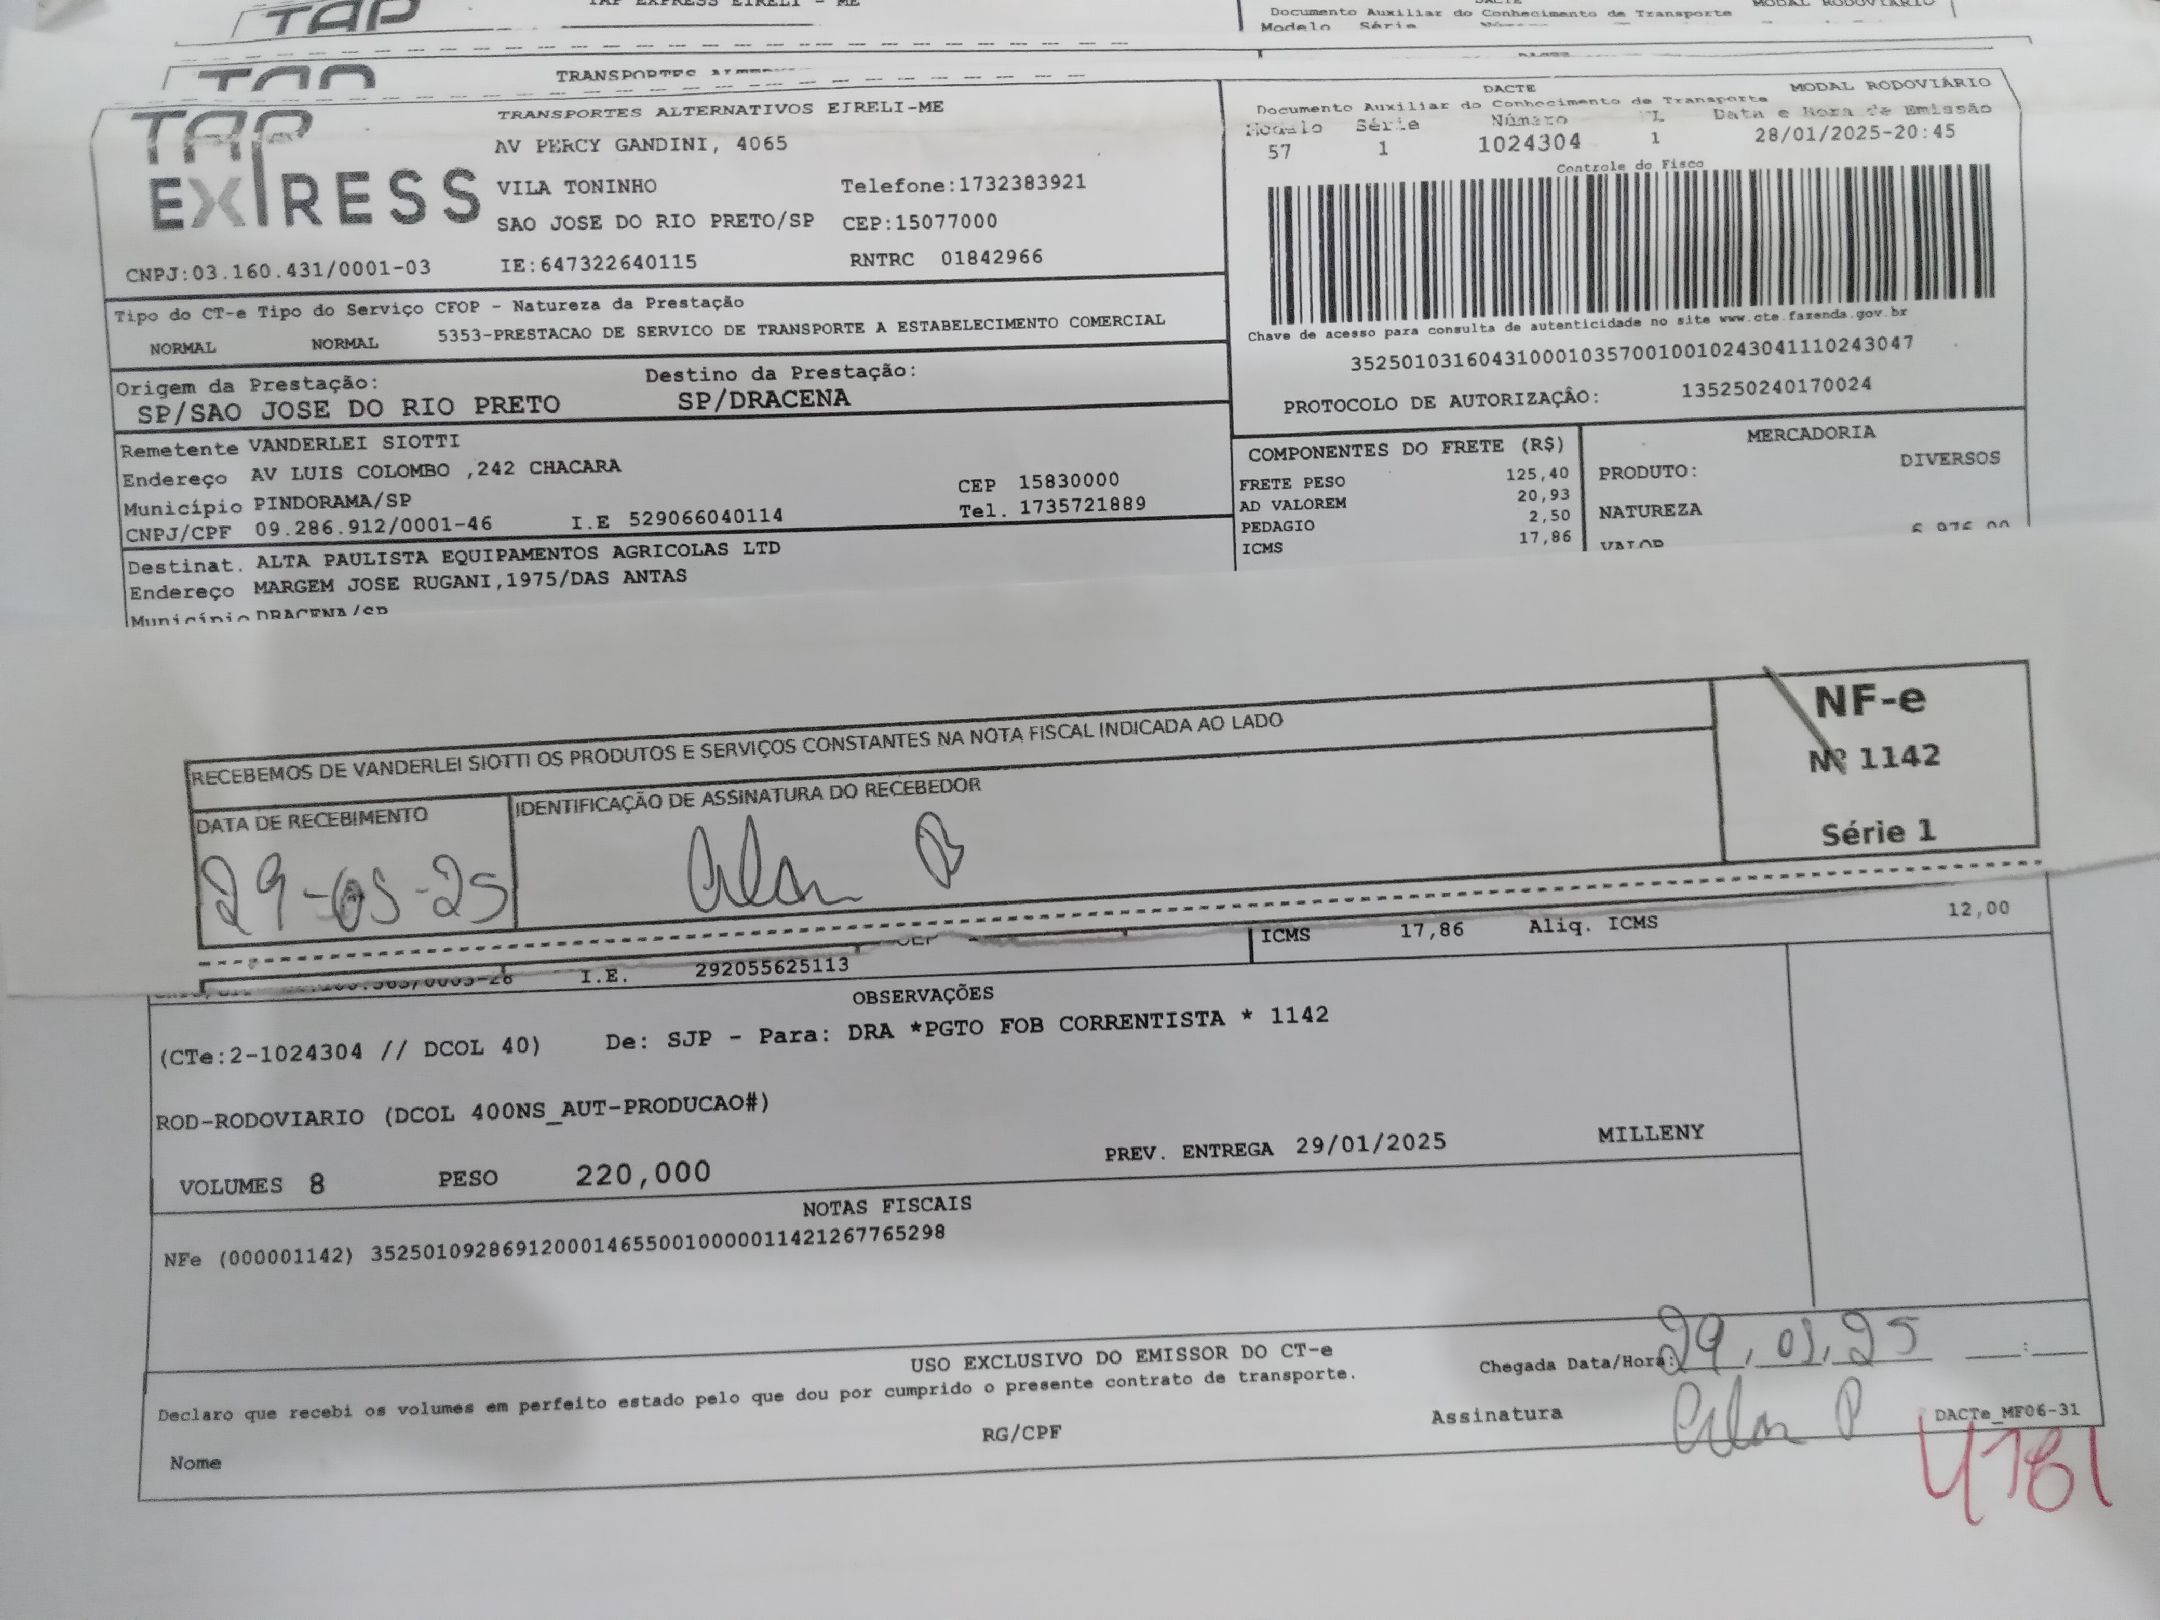 TAP
Documento Auxiliar do Conhecimento de Transporte
Modelo Série
TAP
TRANSPORTES
TAP EXPRESS
TRANSPORTES ALTERNATIVOS EIRELI-ME
AV PERCY GANDINI, 4065
VILA TONINHO Telefone:1732383921
SAO JOSE DO RIO PRETO/SP CEP:15077000
CNPJ:03.160.431/0001-03 IE:647322640115 RNTRC 01842966
DACTE MODAL RODOVIÁRIO
Documento Auxiliar do Conhecimento de Transporte
Modelo Série Número FL Data e Hora de Emissão
57 1 1024304 1 28/01/2025-20:45
Controle do Fisco
Chave de acesso para consulta de autenticidade no site www.cte.fazenda.gov.br
35250103160431000103570010010243041110243047
PROTOCOLO DE AUTORIZAÇÂO: 135250240170024
Tipo do CT-e Tipo do Serviço CFOP - Natureza da Prestação
NORMAL NORMAL 5353-PRESTACAO DE SERVICO DE TRANSPORTE A ESTABELECIMENTO COMERCIAL
Origem da Prestação: Destino da Prestação:
SP/SAO JOSE DO RIO PRETO SP/DRACENA
Remetente VANDERLEI SIOTTI
Endereço AV LUIS COLOMBO ,242 CHACARA
Município PINDORAMA/SP CEP 15830000
CNPJ/CPF 09.286.912/0001-46 I.E 529066040114 Tel. 1735721889
Destinat. ALTA PAULISTA EQUIPAMENTOS AGRICOLAS LTD
Endereço MARGEM JOSE RUGANI,1975/DAS ANTAS
Município DRACENA/SP
COMPONENTES DO FRETE (R$)
FRETE PESO 125,40
AD VALOREM 20,93
PEDAGIO 2,50
ICMS 17,86
MERCADORIA
PRODUTO: DIVERSOS
NATUREZA
VALOR 6.976,00
RECEBEMOS DE VANDERLEI SIOTTI OS PRODUTOS E SERVIÇOS CONSTANTES NA NOTA FISCAL INDICADA AO LADO
DATA DE RECEBIMENTO IDENTIFICAÇÃO DE ASSINATURA DO RECEBEDOR
29-01-25
NF-e
Nº 1142
Série 1
I.E. 292055625113
ICMS 17,86 Aliq. ICMS 12,00
OBSERVAÇÕES
(CTe:2-1024304 // DCOL 40) De: SJP - Para: DRA *PGTO FOB CORRENTISTA * 1142
ROD-RODOVIARIO (DCOL 400NS_AUT-PRODUCAO#)
VOLUMES 8 PESO 220,000 PREV. ENTREGA 29/01/2025 MILLENY
NOTAS FISCAIS
NFe (000001142) 35250109286912000146550010000011421267765298
USO EXCLUSIVO DO EMISSOR DO CT-e
Declaro que recebi os volumes em perfeito estado pelo que dou por cumprido o presente contrato de transporte.
Chegada Data/Hora: 29,01,25 :
Nome RG/CPF Assinatura
DACTe_MF06-31
4781